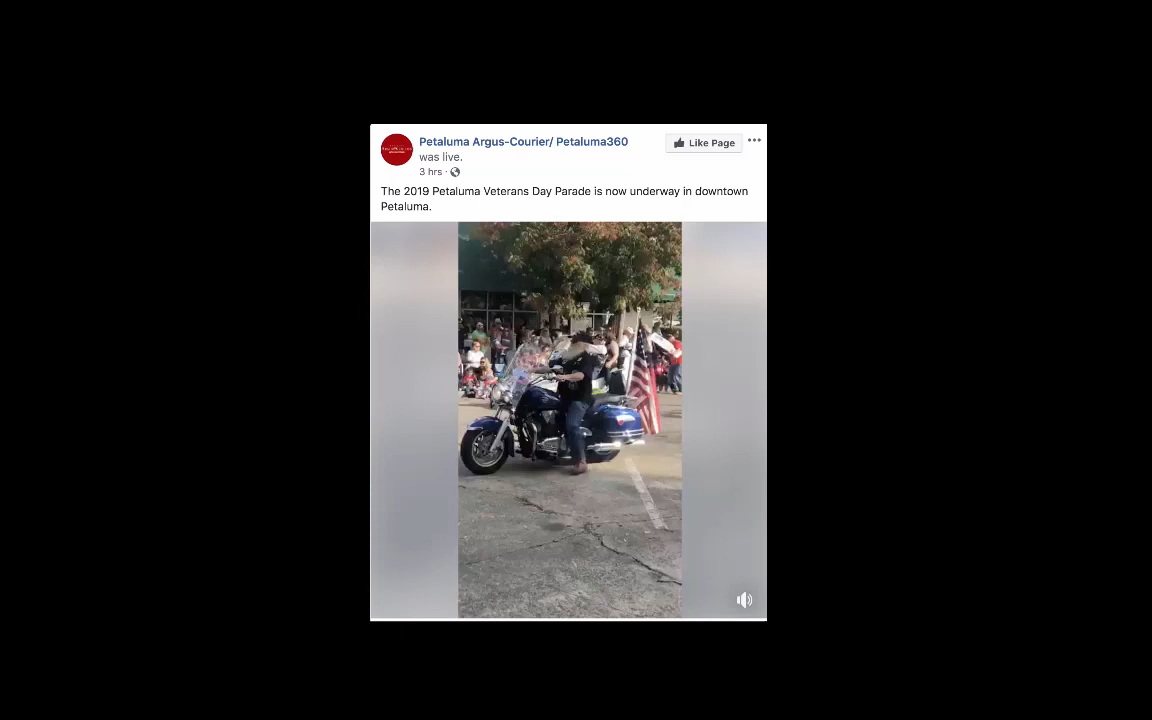 Petaluma Argus-Courier/ Petaluma360
Like Page
was live.
3 hrs ·
The 2019 Petaluma Veterans Day Parade is now underway in downtown
Petaluma.